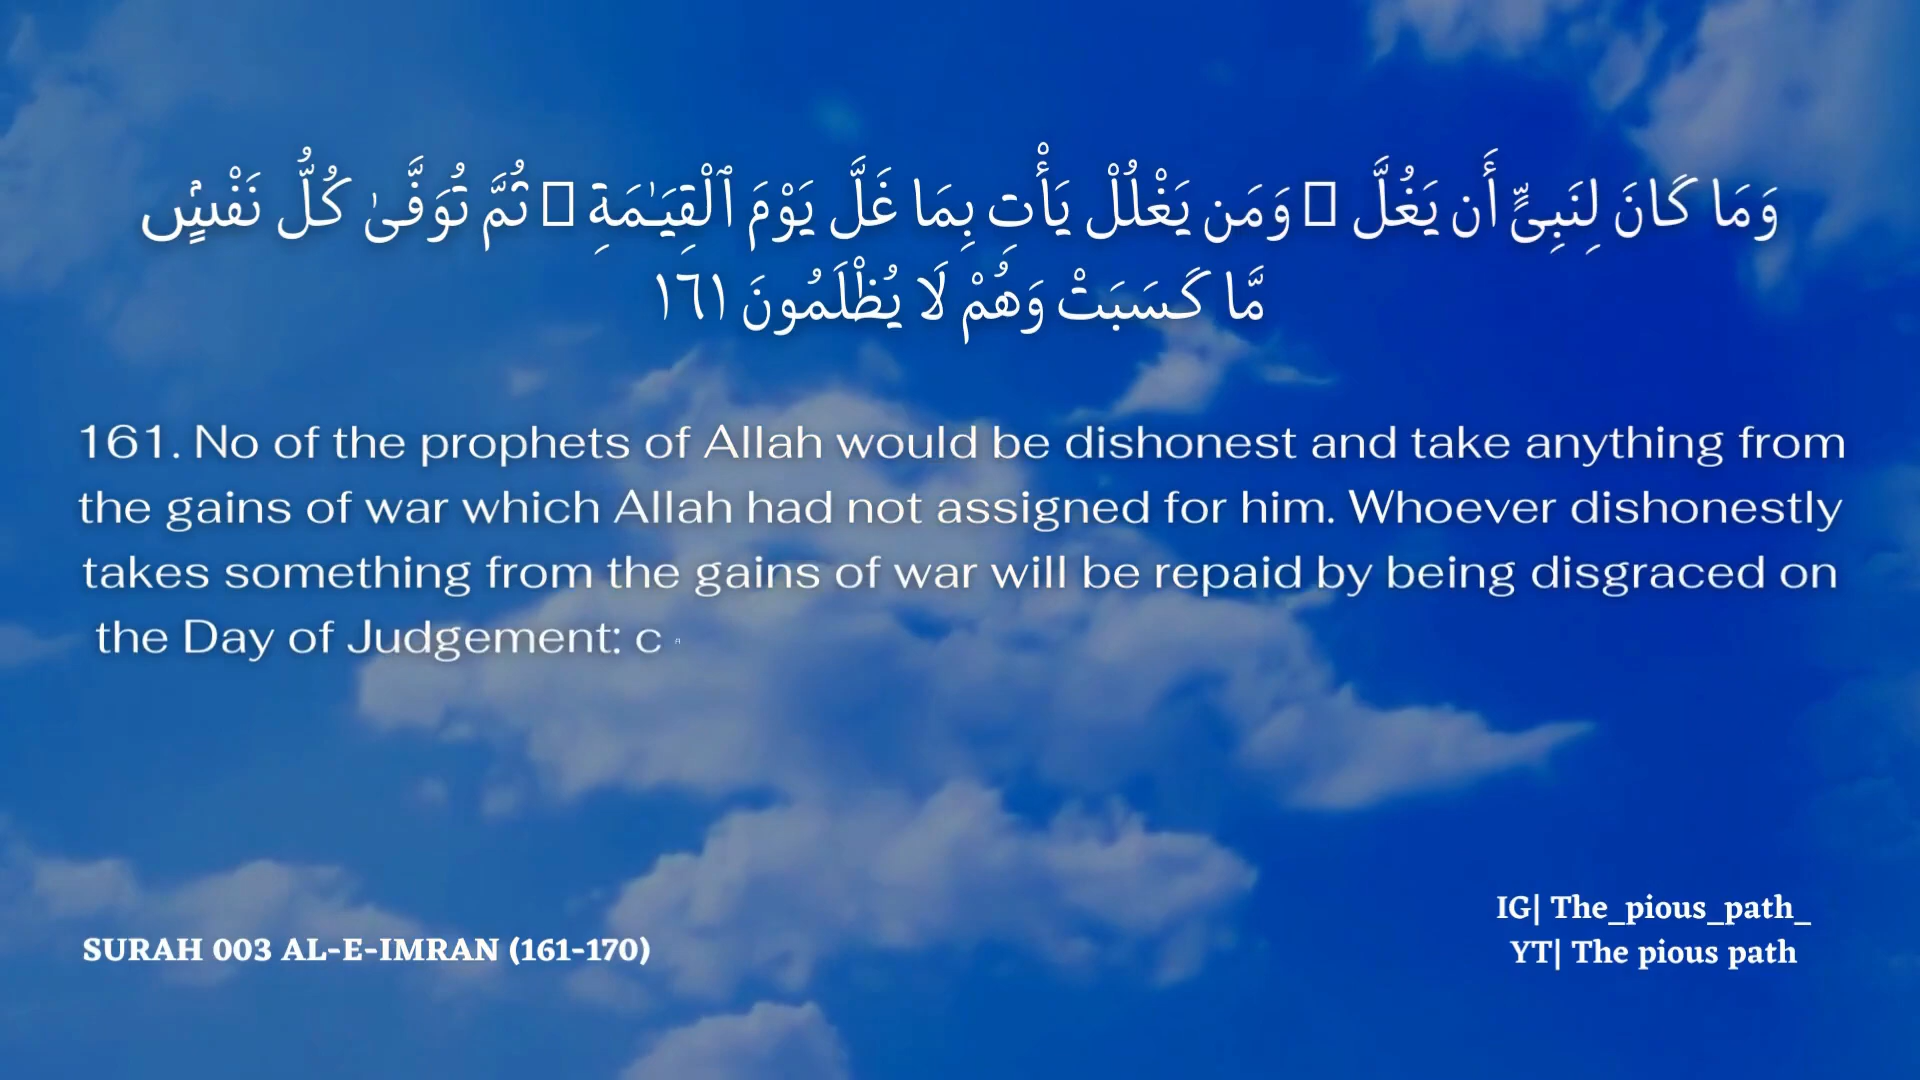 وَمَا كَانَ لِنَبِىٍّ أَن يَغُلَّ ۚ وَمَن يَغْلُلْ يَأْتِ بِمَا غَلَّ يَوْمَ ٱلْقِيَـٰمَةِ ۚ ثُمَّ تُوَفَّىٰ كُلُّ نَفْسٍۢ
مَّا كَسَبَتْ وَهُمْ لَا يُظْلَمُونَ ١٦١
161. No of the prophets of Allah would be dishonest and take anything from
the gains of war which Allah had not assigned for him. Whoever dishonestly
takes something from the gains of war will be repaid by being disgraced on
the Day of Judgement: c
SURAH 003 AL-E-IMRAN (161-170)
IG| The_pious_path_
YT| The pious path